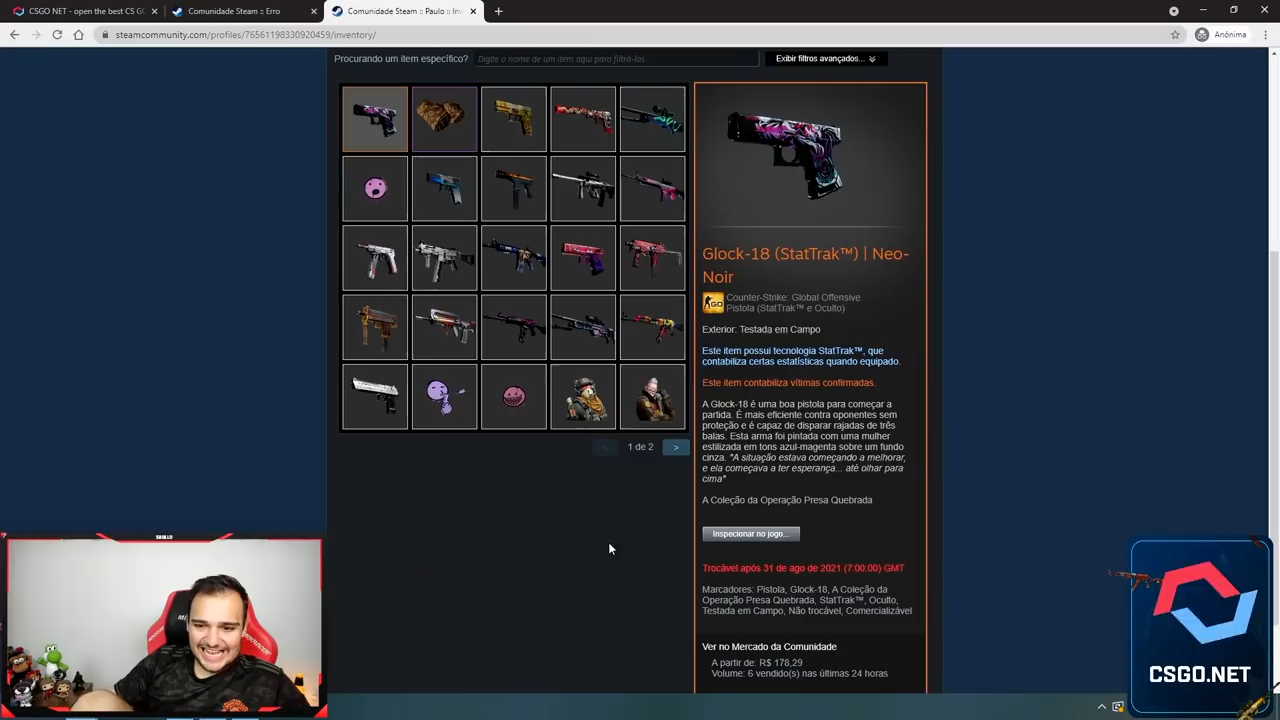 CSGO NET - open the best CS GO
Comunidade Steam :: Erro
Comunidade Steam :: Paulo :: Inv
steamcommunity.com/profiles/76561198330920459/inventory/
Anônima
Procurando um item específico?
Digite o nome de um item aqui para filtrá-los
Exibir filtros avançados...
Glock-18 (StatTrak™) | Neo-
Noir
GO
Counter-Strike: Global Offensive
Pistola (StatTrak™ e Oculto)
Exterior: Testada em Campo
Este item possui tecnologia StatTrak™, que
contabiliza certas estatísticas quando equipado.
Este item contabiliza vítimas confirmadas.
A Glock-18 é uma boa pistola para começar a
partida. É mais eficiente contra oponentes sem
proteção e é capaz de disparar rajadas de três
balas. Esta arma foi pintada com uma mulher
estilizada em tons azul-magenta sobre um fundo
cinza. "A situação estava começando a melhorar,
e ela começava a ter esperança... até olhar para
cima"
1 de 2
>
A Coleção da Operação Presa Quebrada
Inspecionar no jogo...
Trocável após 31 de ago de 2021 (7:00:00) GMT
Marcadores: Pistola, Glock-18, A Coleção da
Operação Presa Quebrada, StatTrak™, Oculto,
Testada em Campo, Não trocável, Comercializável
Ver no Mercado da Comunidade
A partir de: R$ 178,29
Volume: 6 vendido(s) nas últimas 24 horas
CSGO.NET